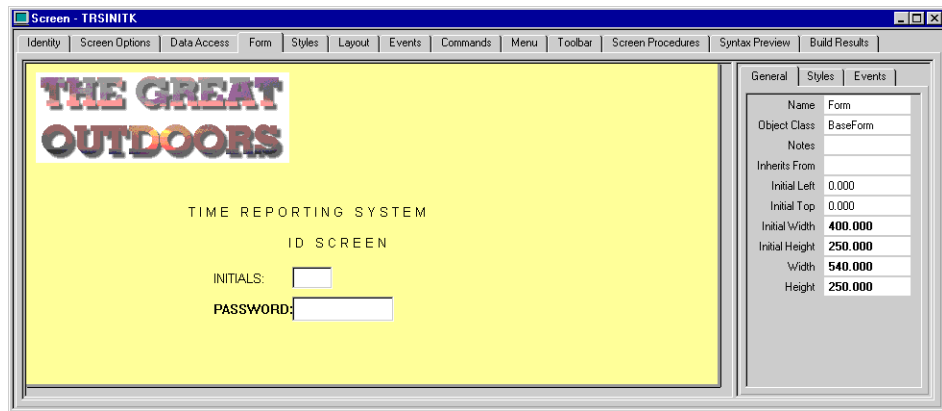 Screen - TRSINITK
Identity Screen Options Data Access Form Styles Layout Events Commands Menu Toolbar Screen Procedures Syntax Preview Build Results
THE GREAT
OUTDOORS
TIME REPORTING SYSTEM
ID SCREEN
INITIALS:
PASSWORD:
General Styles Events
Name Form
Object Class BaseForm
Notes
Inherits From
Initial Left 0.000
Initial Top 0.000
Initial Width 400.000
Initial Height 250.000
Width 540.000
Height 250.000